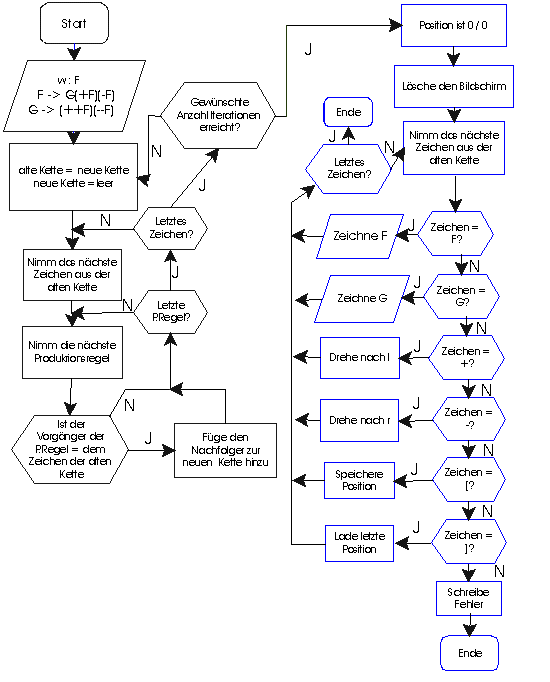 Start
w: F
F -> G(+F)(-F)
G -> (++F)(--F)
alte Kette = neue Kette
neue Kette = leer
Nimm das nächste
Zeichen aus der
alten Kette
Nimm die nächste
Produktionsregel
Ist der
Vorgänger der
P.Regel = dem
Zeichen der alten
Kette
J
N
Füge den
Nachfolger zur
neuen Kette hinzu
Letzte
P.Regel?
N
J
Letztes
Zeichen?
N
J
Gewünschte
Anzahl Iterationen
erreicht?
N
J
Position ist 0 / 0
Lösche den Bildschirm
Nimm das nächste
Zeichen aus der
alten Kette
Ende
J
Letztes
Zeichen?
N
Zeichen =
F?
J
Zeichne F
N
Zeichen =
G?
J
Zeichne G
N
Zeichen =
+?
J
Drehe nach l
N
Zeichen =
-?
J
Drehe nach r
N
Zeichen =
[?
J
Speichere
Position
N
Zeichen =
]?
J
Lade letzte
Position
N
Schreibe
Fehler
Ende